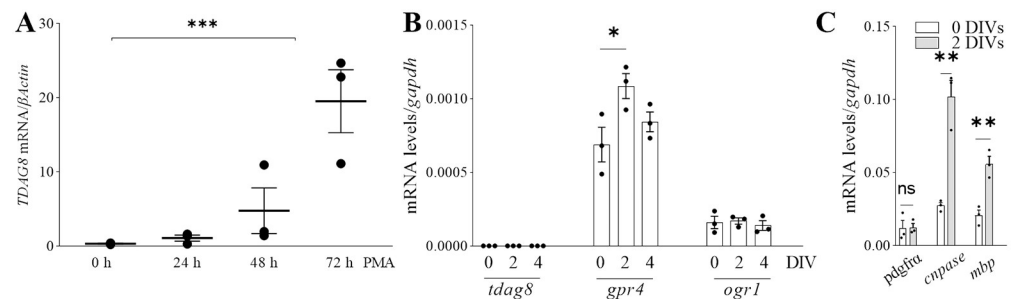 A
TDAG8 mRNA/βActin
30
20
10
0
***
0 h 24 h 48 h 72 h PMA
B
mRNA levels/gapdh
0.0015
0.0010
0.0005
0.0000
*
0 2 4 0 2 4 0 2 4 DIV
tdag8 gpr4 ogr1
C
mRNA levels/gapdh
0.15
0.10
0.05
0.00
0 DIVs
2 DIVs
ns
**
**
pdgfrα cnpase mbp